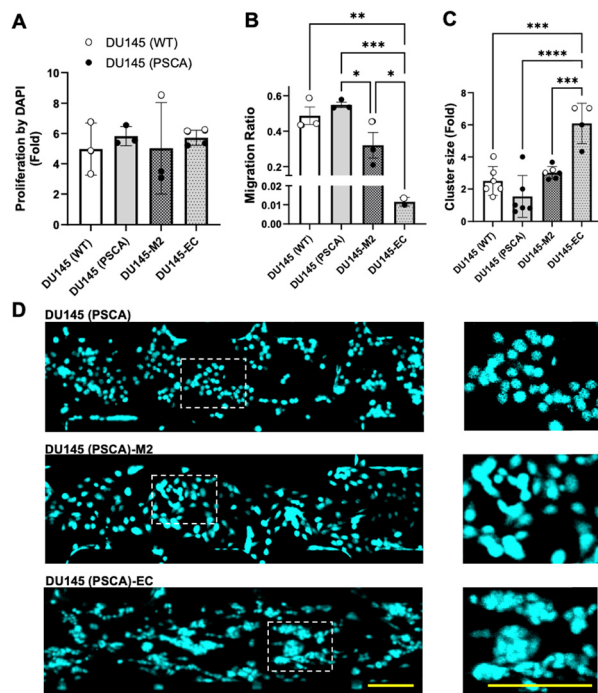 A
DU145 (WT)
DU145 (PSCA)
Proliferation by DAPI
(Fold)
10
8
6
4
2
0
DU145 (WT)
DU145 (PSCA)
DU145-M2
DU145-EC
B
**
***
*
*
Migration Ratio
0.6
0.4
0.2
0.02
0.01
0.00
DU145 (WT)
DU145 (PSCA)
DU145-M2
DU145-EC
C
***
****
***
Cluster size (Fold)
10
8
6
4
2
0
DU145 (WT)
DU145 (PSCA)
DU145-M2
DU145-EC
D
DU145 (PSCA)
DU145 (PSCA)-M2
DU145 (PSCA)-EC